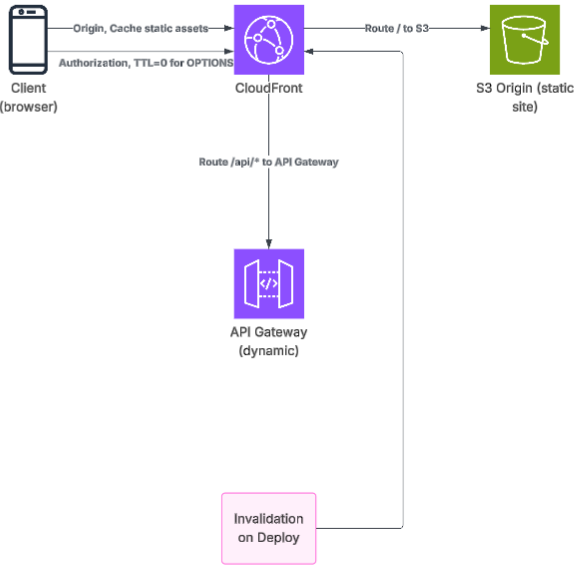 Origin, Cache static assets
Route / to S3
Authorization, TTL=0 for OPTIONS
Client
(browser)
CloudFront
S3 Origin (static
site)
Route /api/* to API Gateway
API Gateway
(dynamic)
Invalidation
on Deploy